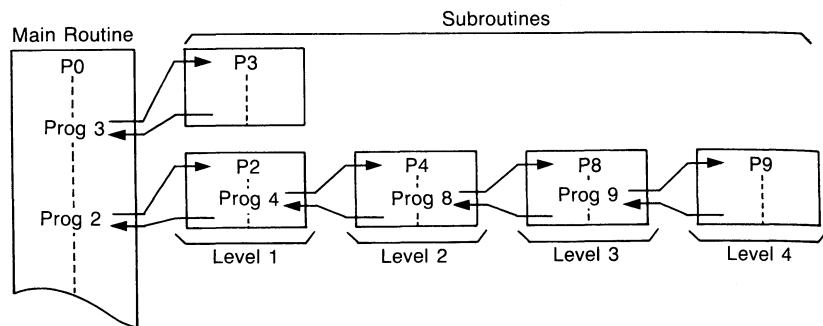 Subroutines
Main Routine
P0
P3
Prog 3
P2
P4
P8
P9
Prog 4
Prog 8
Prog 9
Prog 2
Level 1
Level 2
Level 3
Level 4